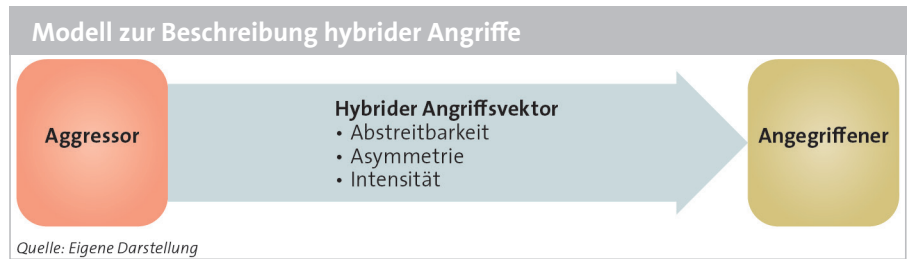 Modell zur Beschreibung hybrider Angriffe
Aggressor
Hybrider Angriffsvektor
• Abstreitbarkeit
• Asymmetrie
• Intensität
Angegriffener
Quelle: Eigene Darstellung